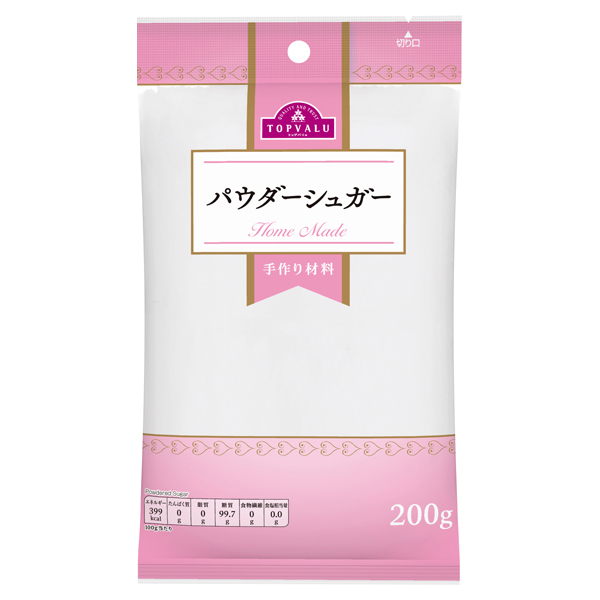 切り口
QUALITY AND TRUST
TOPVALU
トップバリュ
パウダーシュガー
Home Made
手作り材料
Powdered Sugar
エネルギー たんぱく質 脂質 糖質 食物繊維 食塩相当量
399 kcal 0 g 0 g 99.7 g 0 g 0.0 g
100g当たり
200g